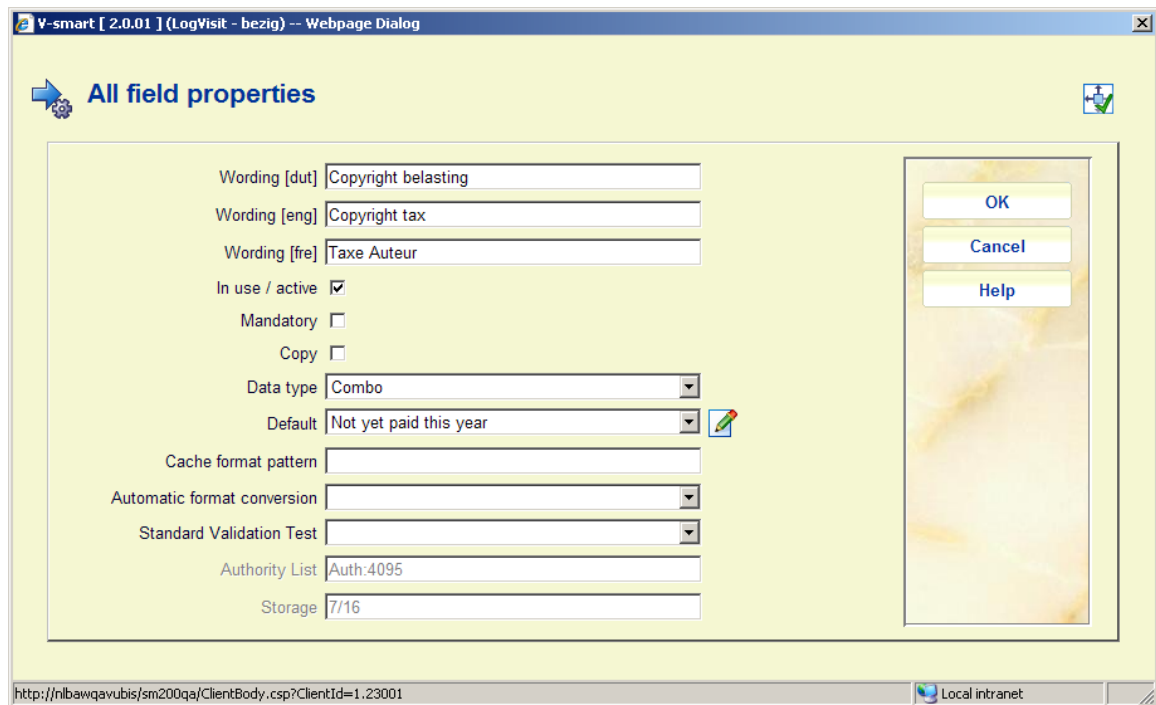 V-smart [ 2.0.01 ] (LogVisit - bezig) -- Webpage Dialog
All field properties
Wording [dut] Copyright belasting
Wording [eng] Copyright tax
Wording [fre] Taxe Auteur
In use / active
Mandatory
Copy
Data type Combo
Default Not yet paid this year
Cache format pattern
Automatic format conversion
Standard Validation Test
Authority List Auth:4095
Storage 7/16
OK
Cancel
Help
http://nlbawqavubis/sm200qa/ClientBody.csp?ClientId=1.23001
Local intranet